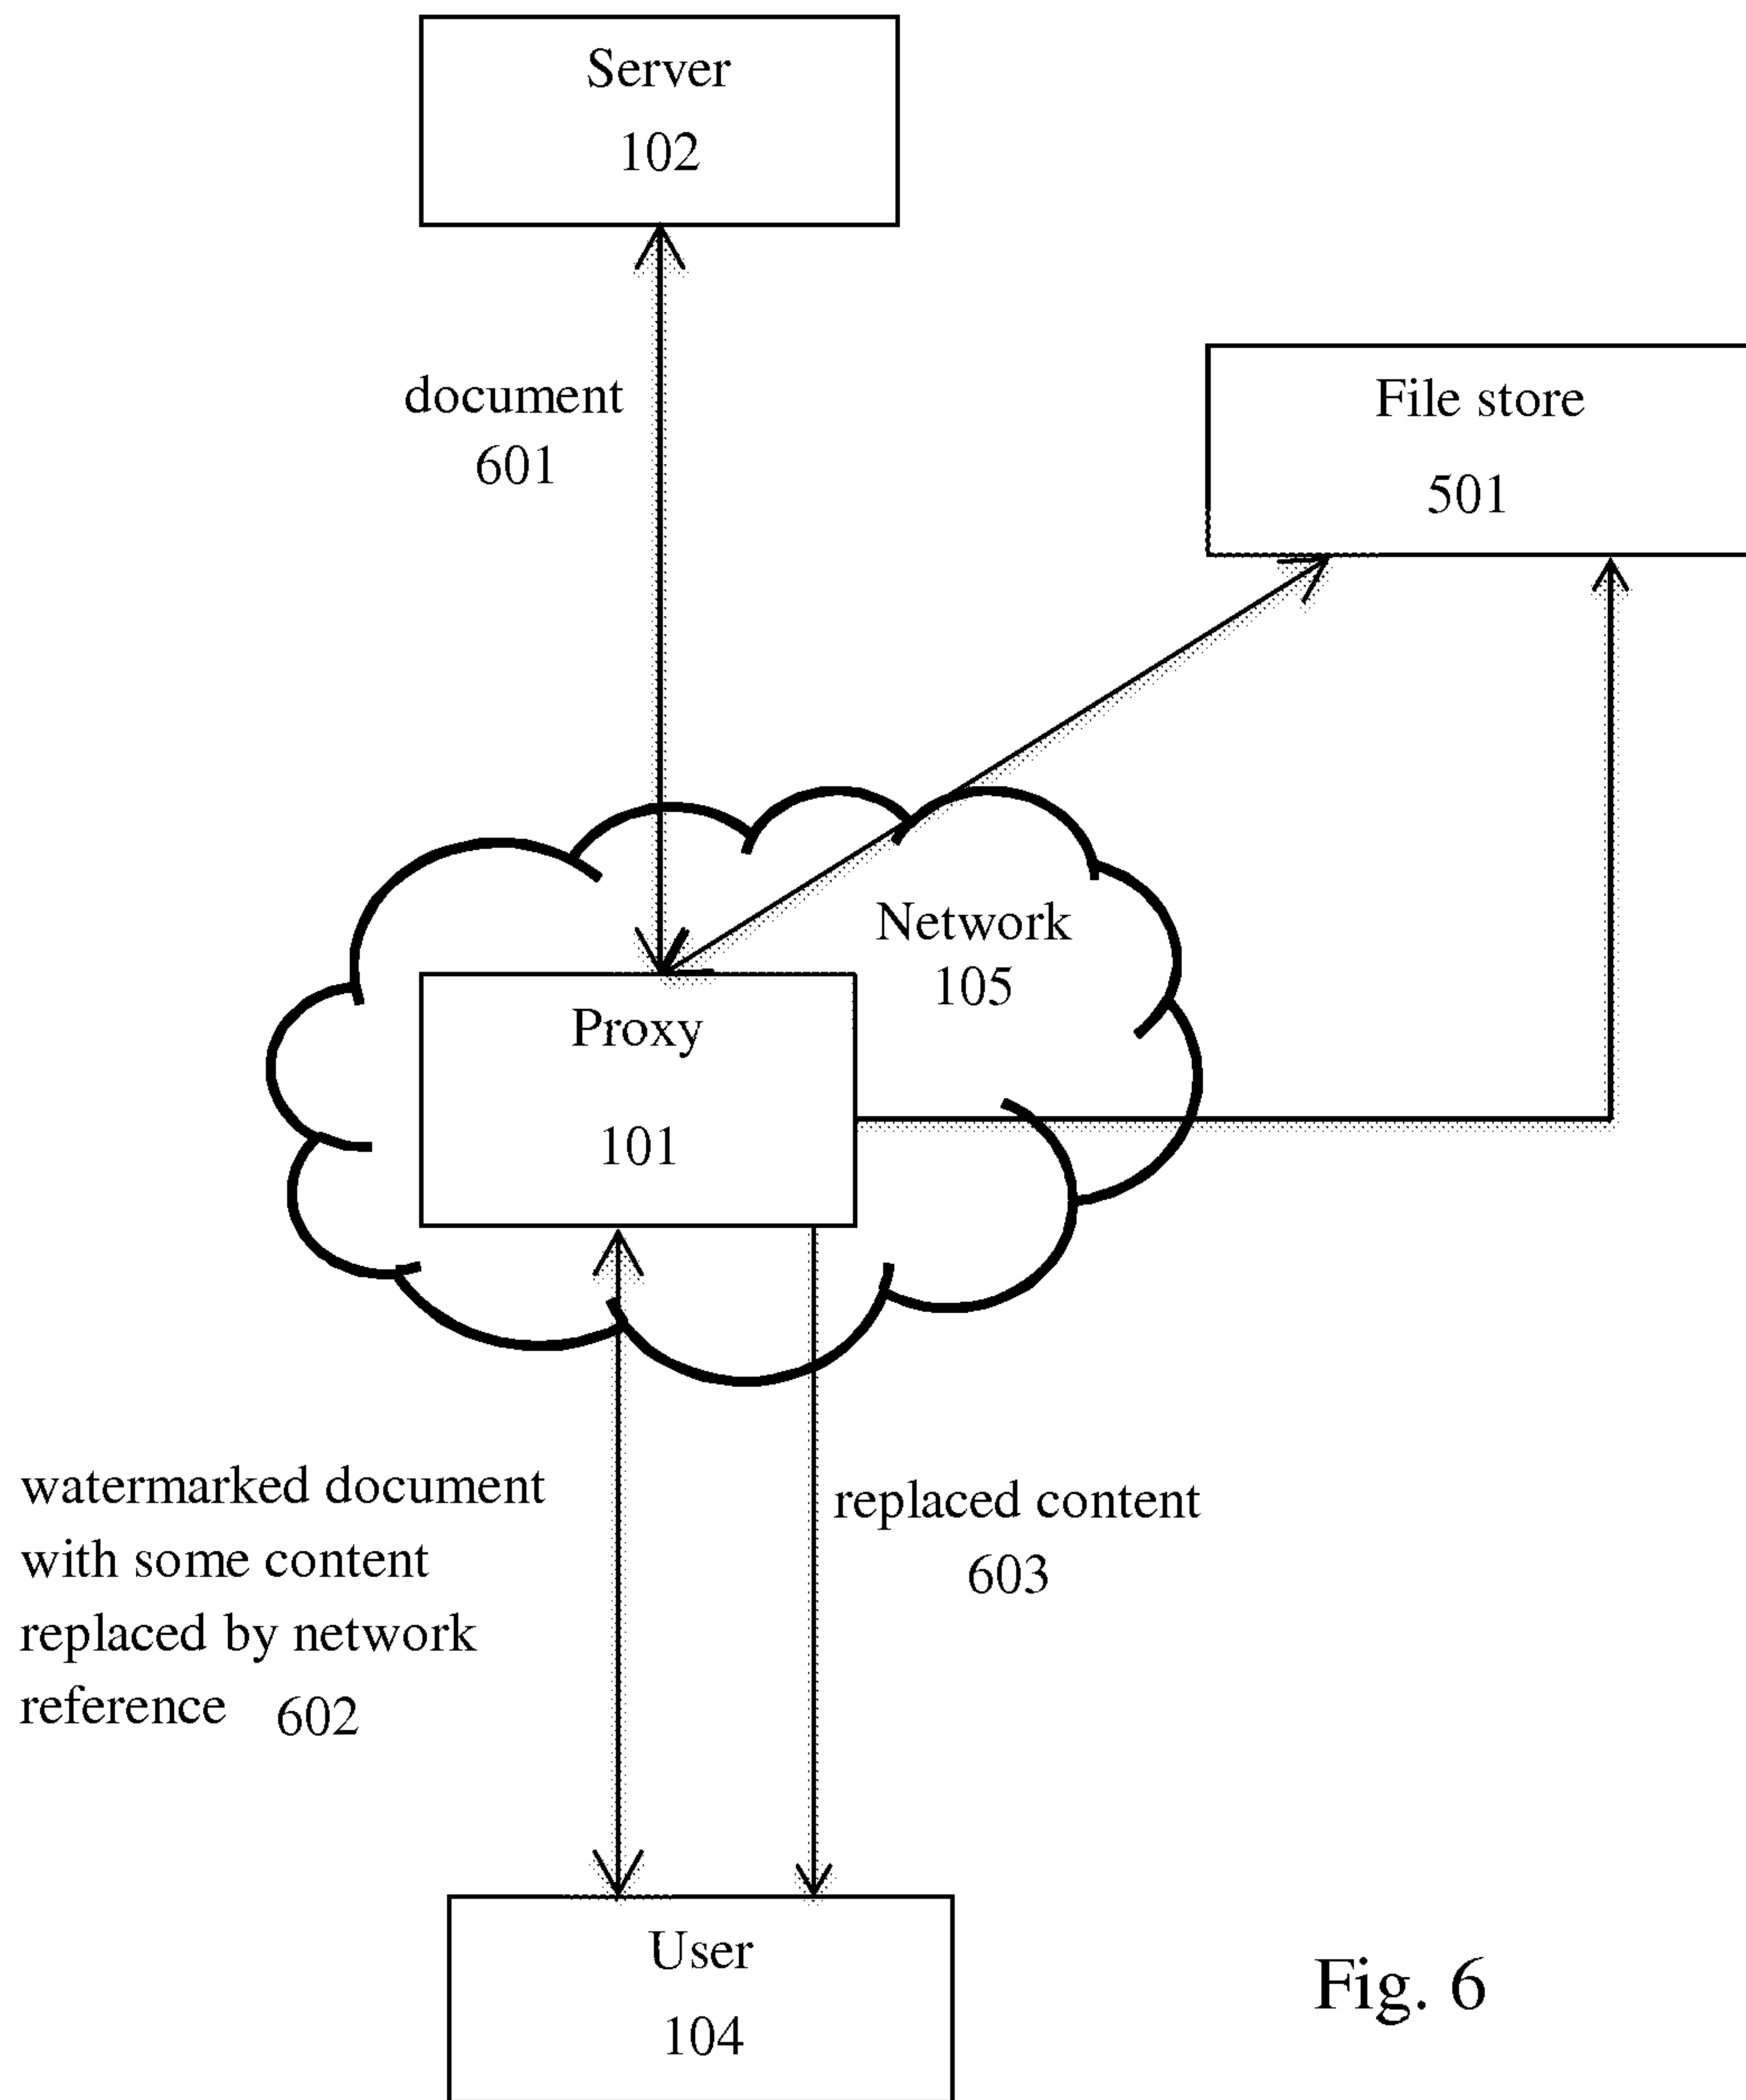 Server
102
document
601
File store
501
Network
105
Proxy
101
watermarked document
with some content
replaced by network
reference 602
replaced content
603
User
104
Fig. 6